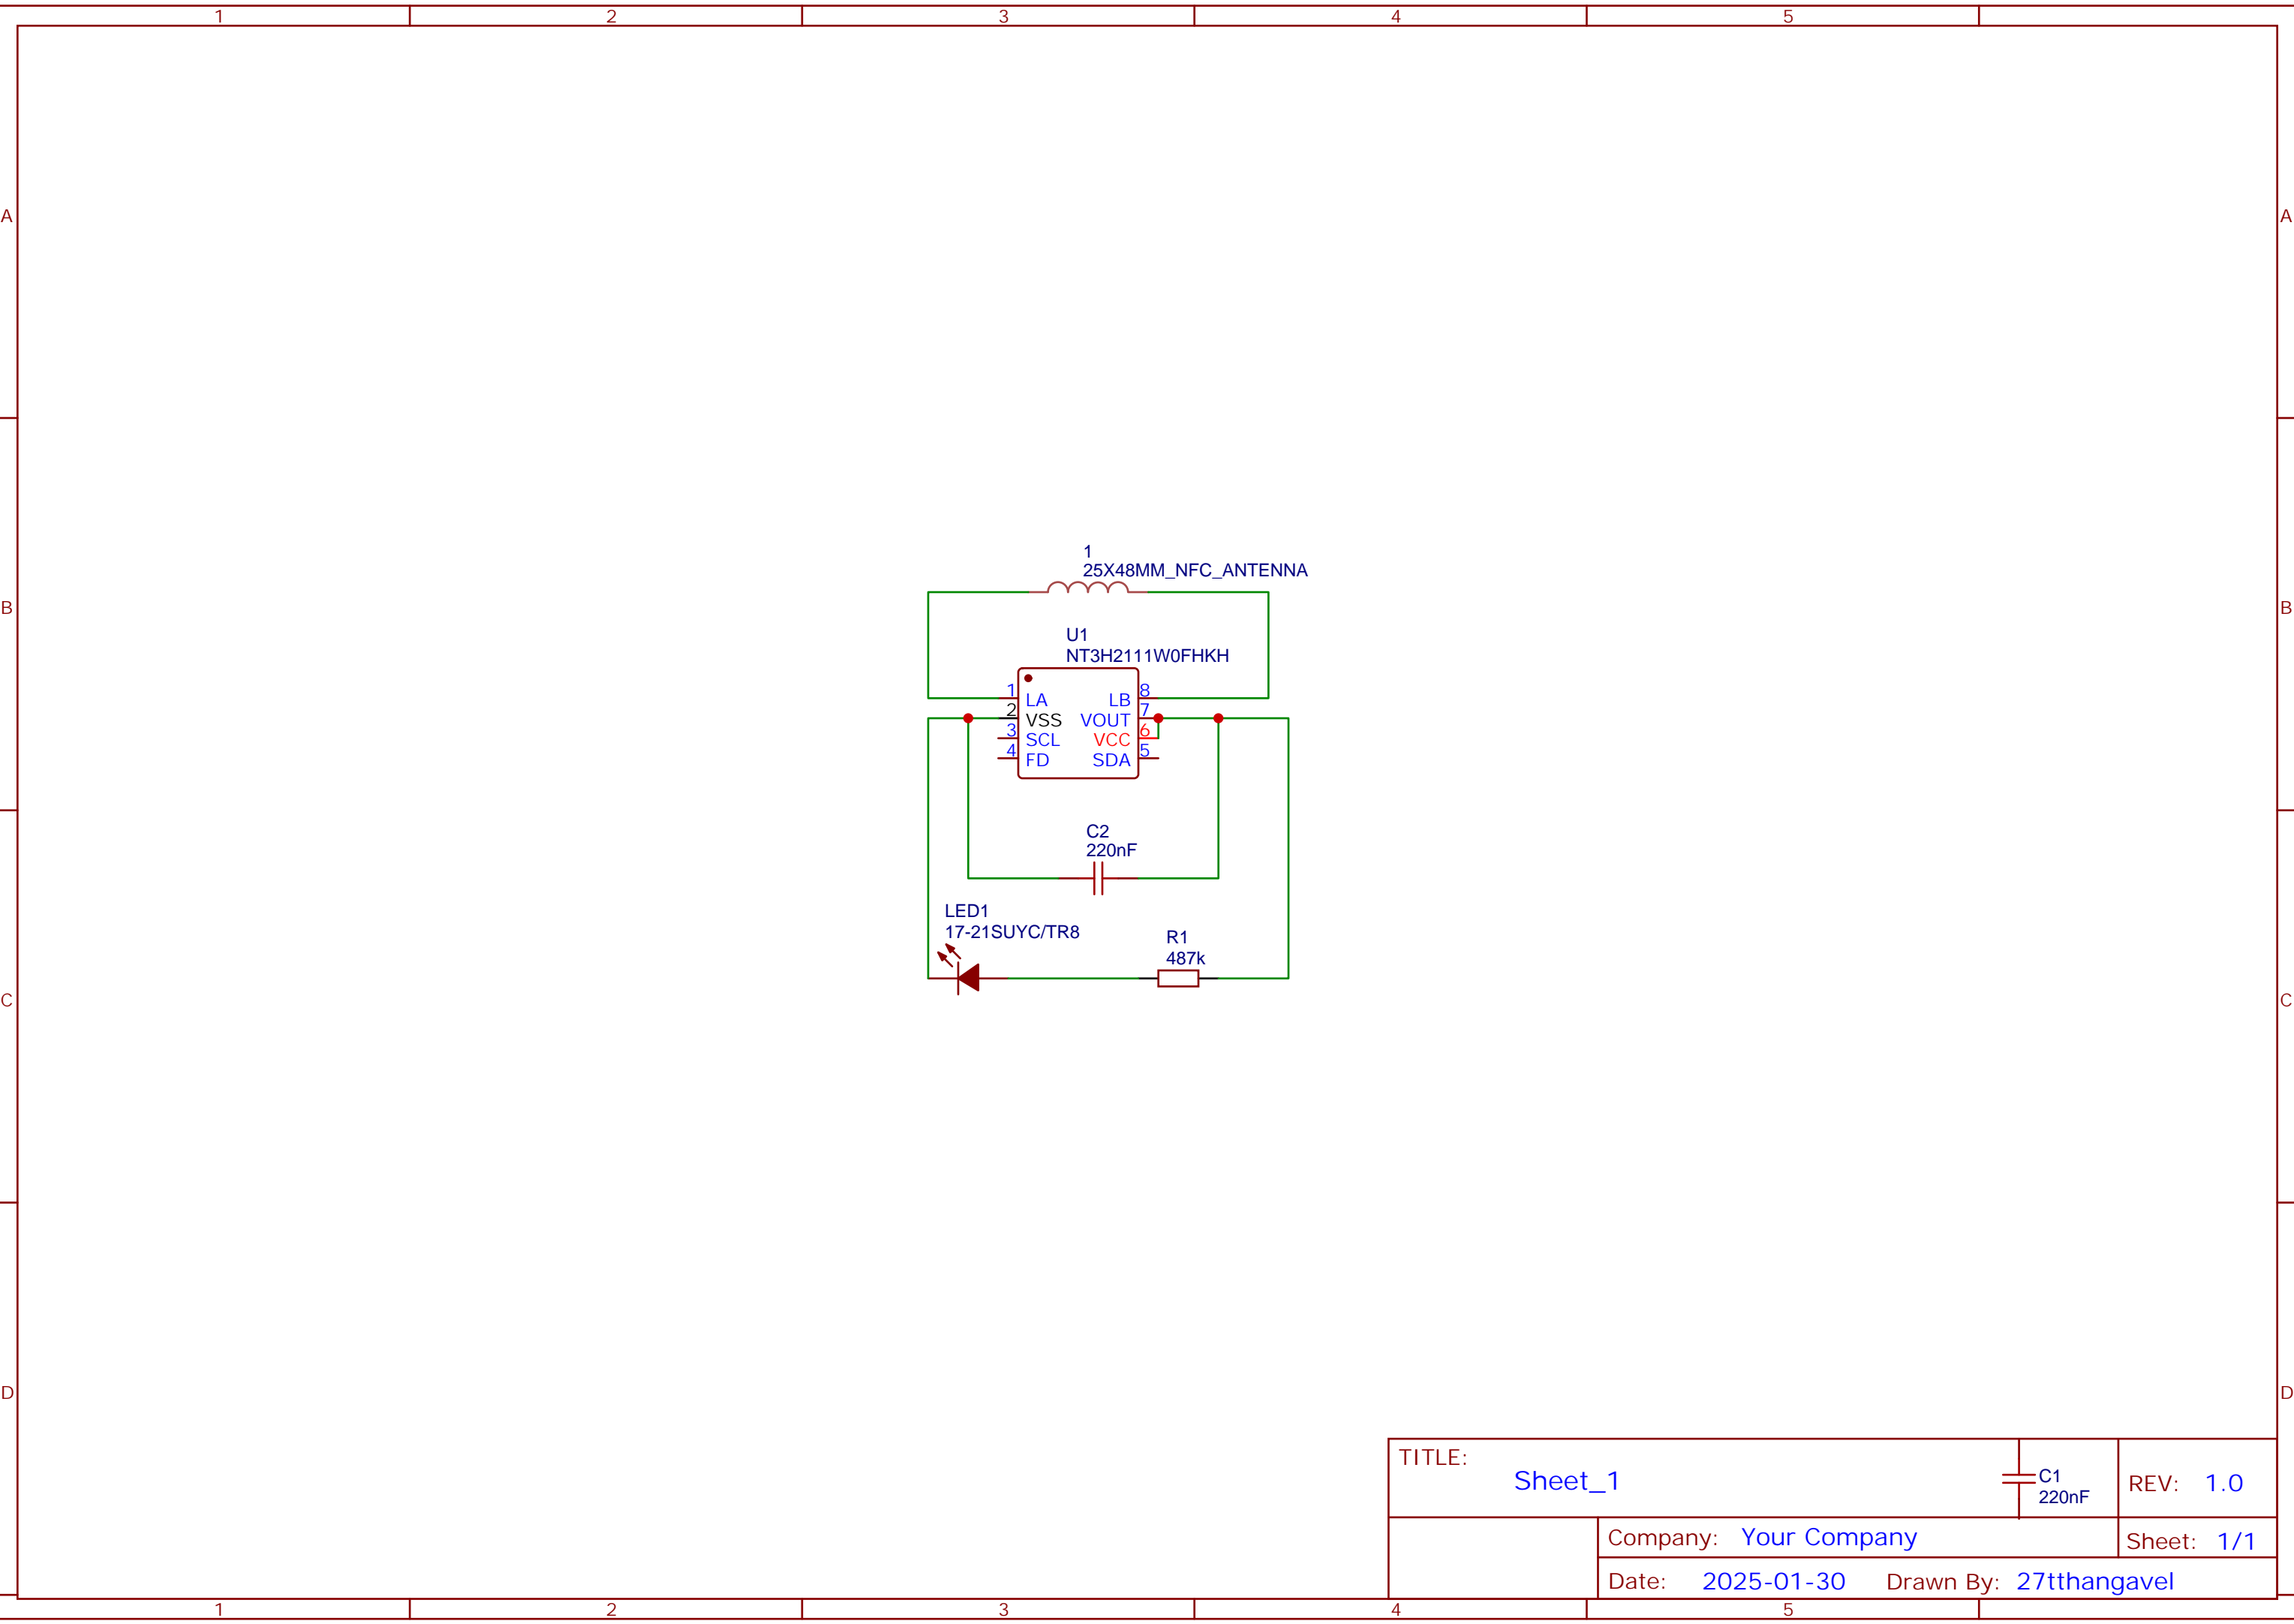 1 2 3 4 5
A A
B B
1
25X48MM_NFC_ANTENNA
U1
NT3H2111W0FHKH
1 LA LB 8
2 VSS VOUT 7
3 SCL VCC 6
4 FD SDA 5
C2
220nF
LED1
17-21SUYC/TR8
R1
487k
C C
D D
TITLE:
Sheet_1
C1
220nF
REV: 1.0
Company: Your Company
Sheet: 1/1
Date: 2025-01-30 Drawn By: 27tthangavel
1 2 3 4 5